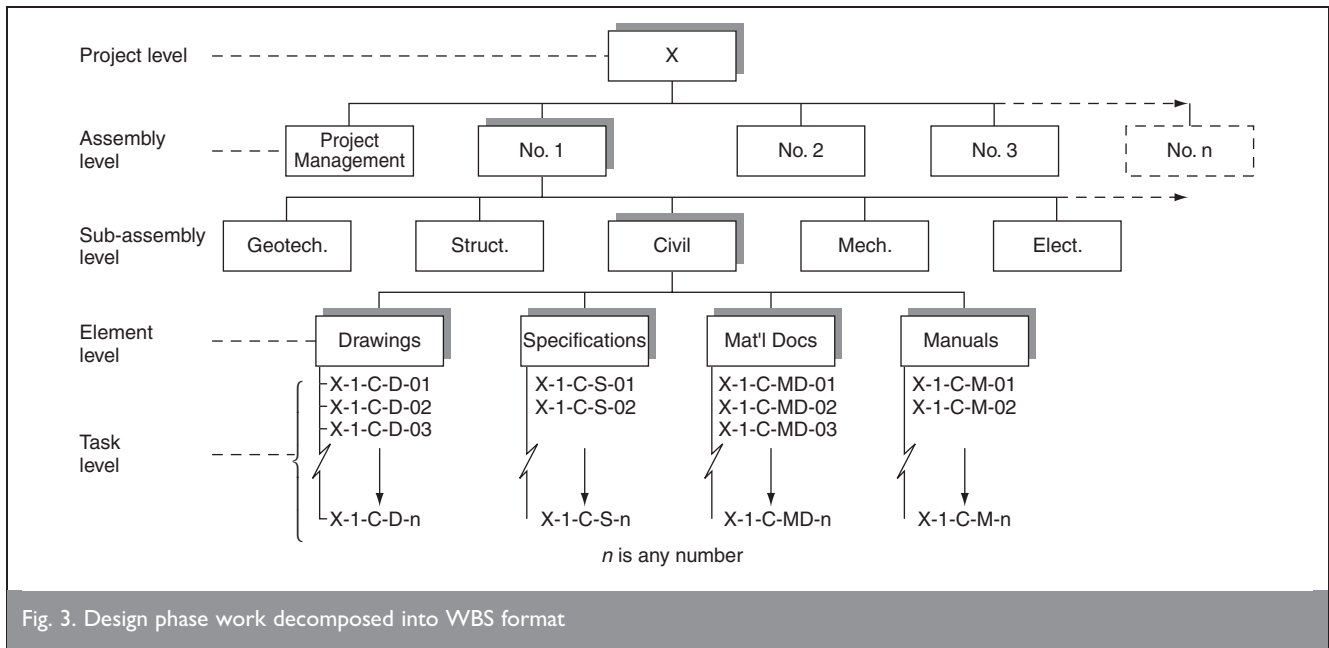 Project level
X
Assembly
level
Project
Management
No. 1
No. 2
No. 3
No. n
Sub-assembly
level
Geotech.
Struct.
Civil
Mech.
Elect.
Element
level
Drawings
Specifications
Mat'l Docs
Manuals
Task
level
X-1-C-D-01
X-1-C-D-02
X-1-C-D-03
X-1-C-D-n
X-1-C-S-01
X-1-C-S-02
X-1-C-S-n
X-1-C-MD-01
X-1-C-MD-02
X-1-C-MD-03
X-1-C-MD-n
X-1-C-M-01
X-1-C-M-02
X-1-C-M-n
n is any number
Fig. 3. Design phase work decomposed into WBS format